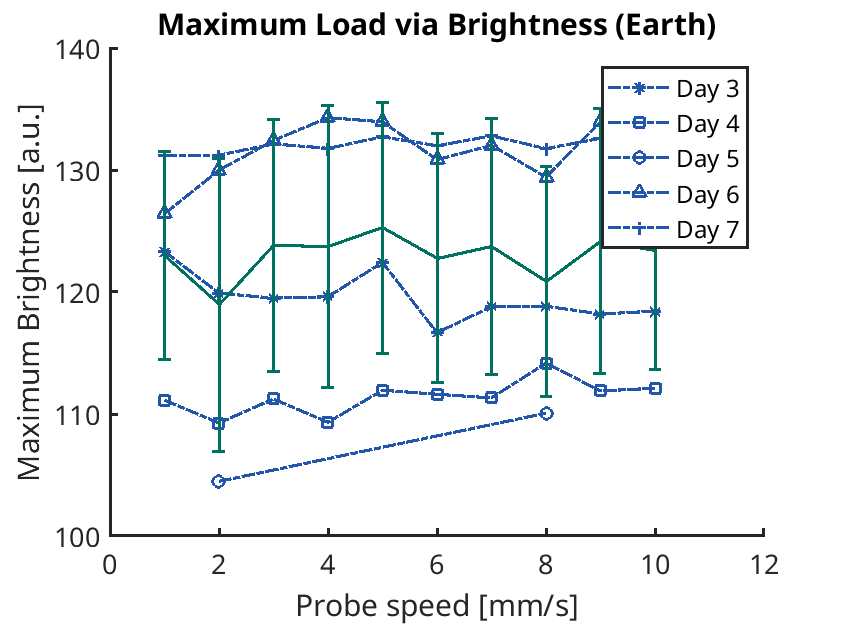 Maximum Load via Brightness (Earth)
140
130
120
110
100
Maximum Brightness [a.u.]
Day 3
Day 4
Day 5
Day 6
Day 7
0 2 4 6 8 10 12
Probe speed [mm/s]